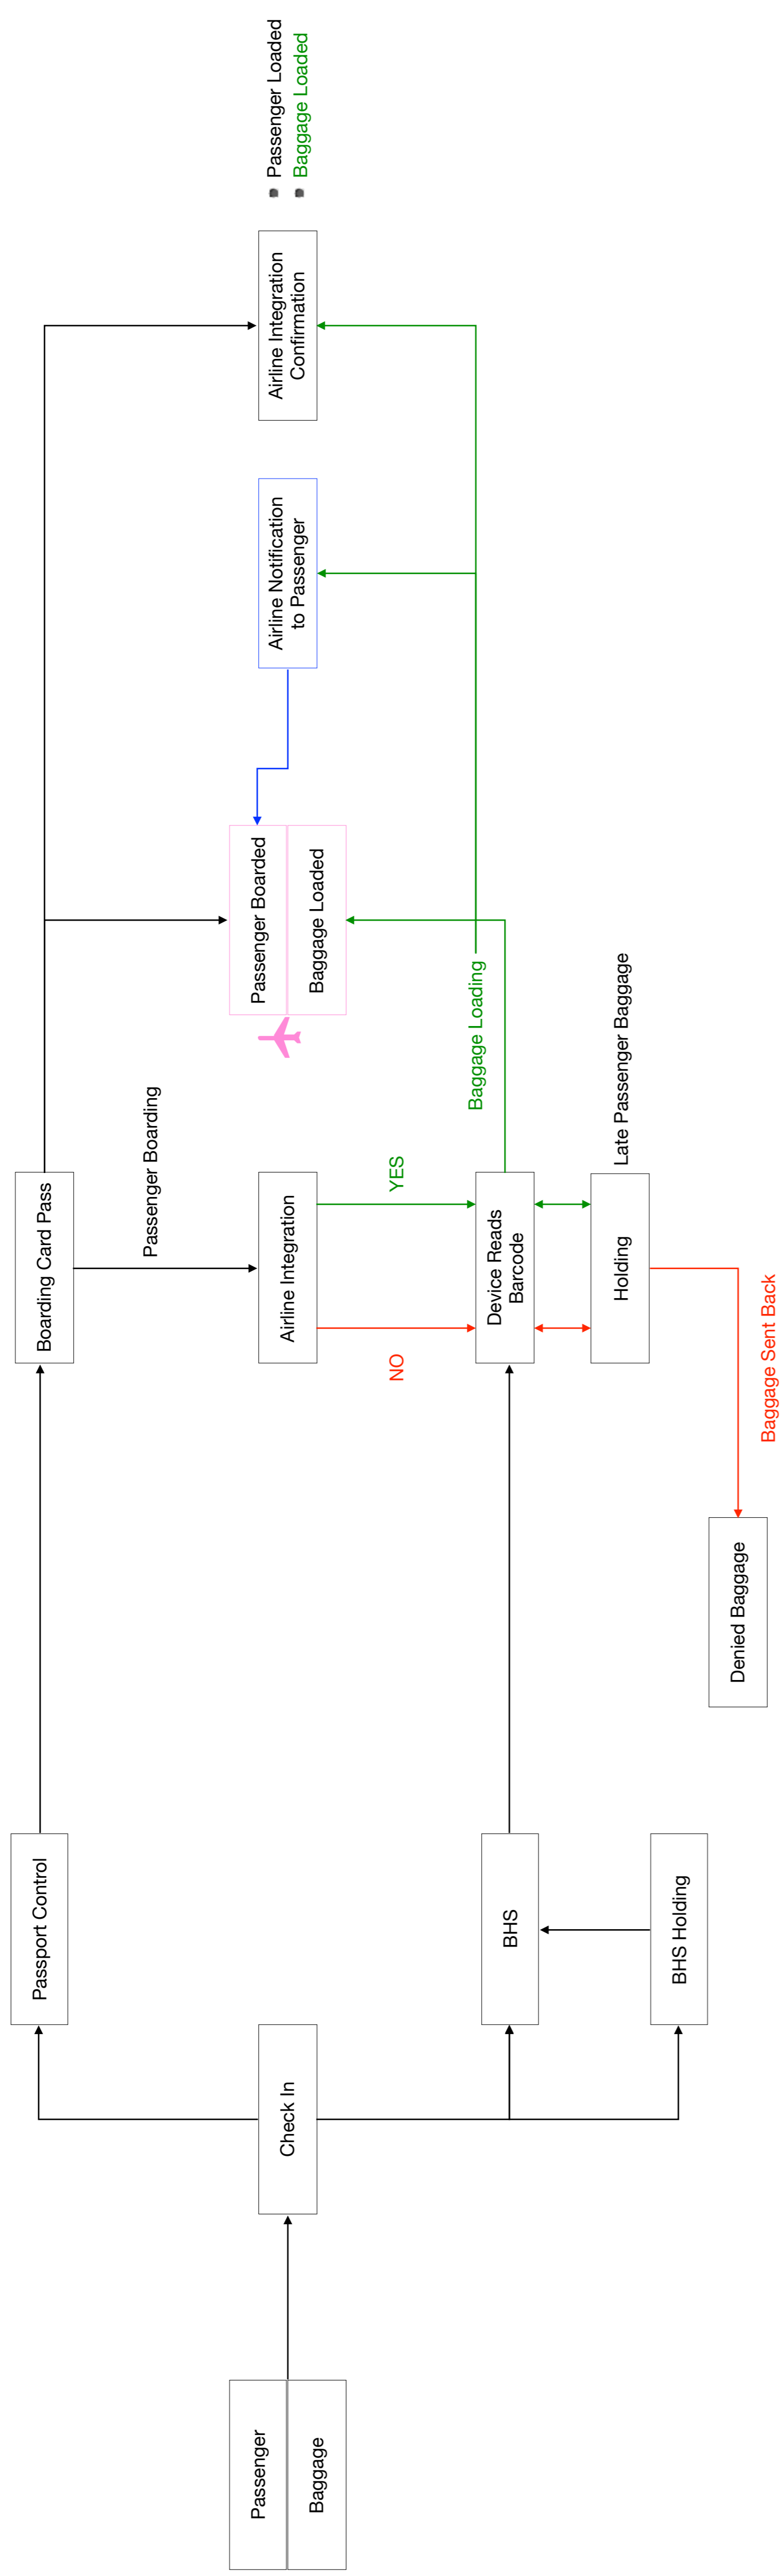 Passenger
Baggage
Check In
Passport Control
BHS
BHS Holding
Boarding Card Pass
Passenger Boarding
Airline Integration
NO
YES
Device Reads
Barcode
Holding
Late Passenger Baggage
Baggage Sent Back
Denied Baggage
Baggage Loading
Passenger Boarded
Baggage Loaded
Airline Notification
to Passenger
Airline Integration
Confirmation
Passenger Loaded
Baggage Loaded